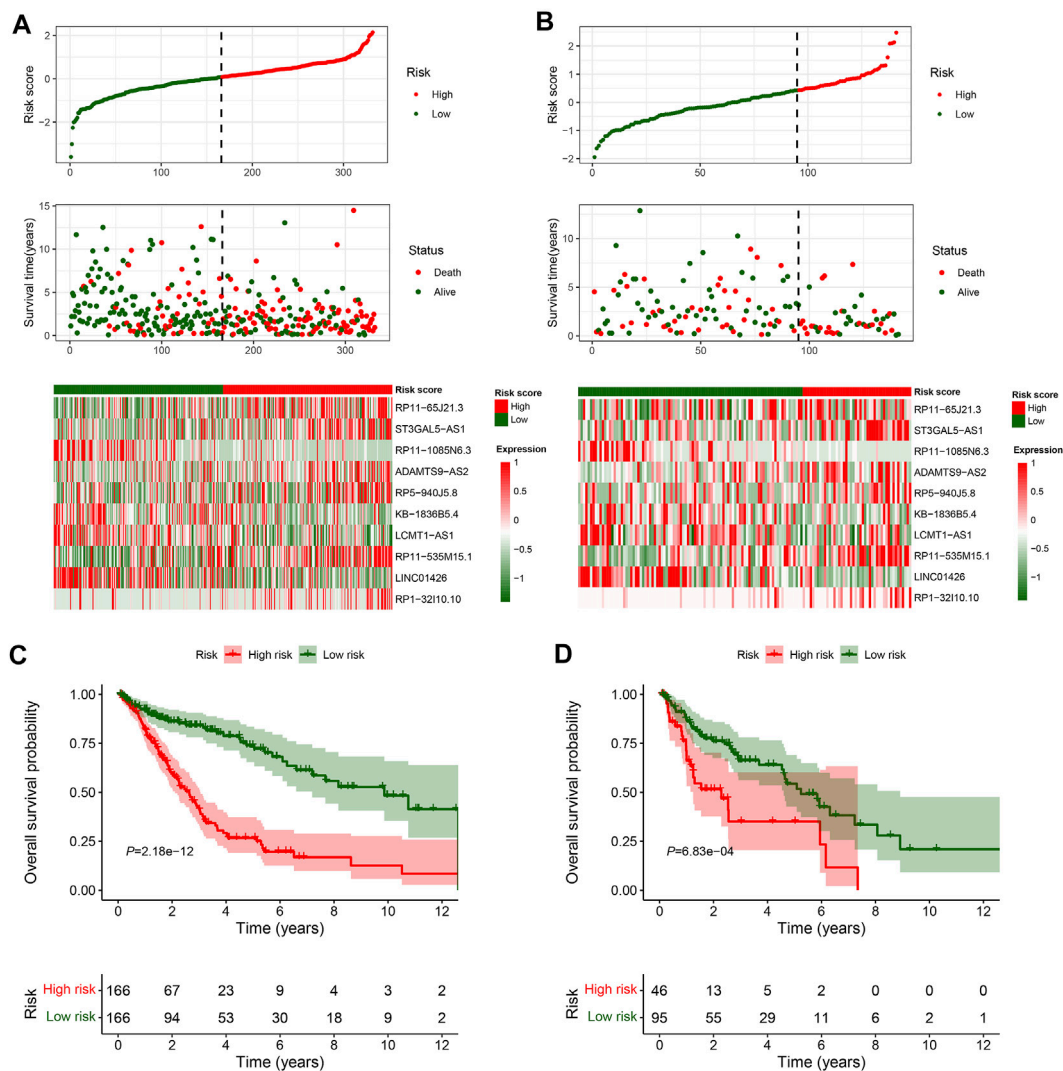 A
2
0
−2
Risk score
0
100
200
300
Risk
High
Low
15
10
5
0
Survival time(years)
0
100
200
300
Status
Death
Alive
Risk score
RP11−65J21.3
ST3GAL5−AS1
RP11−1085N6.3
ADAMTS9−AS2
RP5−940J5.8
KB−1836B5.4
LCMT1−AS1
RP11−535M15.1
LINC01426
RP1−32I10.10
Risk score
High
Low
Expression
1
0.5
0
−0.5
−1
B
2
1
0
−1
−2
Risk score
0
50
100
Risk
High
Low
10
5
0
Survival time(years)
0
50
100
Status
Death
Alive
Risk score
RP11−65J21.3
ST3GAL5−AS1
RP11−1085N6.3
ADAMTS9−AS2
RP5−940J5.8
KB−1836B5.4
LCMT1−AS1
RP11−535M15.1
LINC01426
RP1−32I10.10
Risk score
High
Low
Expression
1
0.5
0
−0.5
−1
C
Risk High risk Low risk
1.00
0.75
0.50
0.25
0.00
Overall survival probability
P=2.18e−12
0 2 4 6 8 10 12
Time (years)
Risk
High risk 166 67 23 9 4 3 2
Low risk 166 94 53 30 18 9 2
0 2 4 6 8 10 12
Time (years)
D
Risk High risk Low risk
1.00
0.75
0.50
0.25
0.00
Overall survival probability
P=6.83e−04
0 2 4 6 8 10 12
Time (years)
Risk
High risk 46 13 5 2 0 0 0
Low risk 95 55 29 11 6 2 1
0 2 4 6 8 10 12
Time (years)